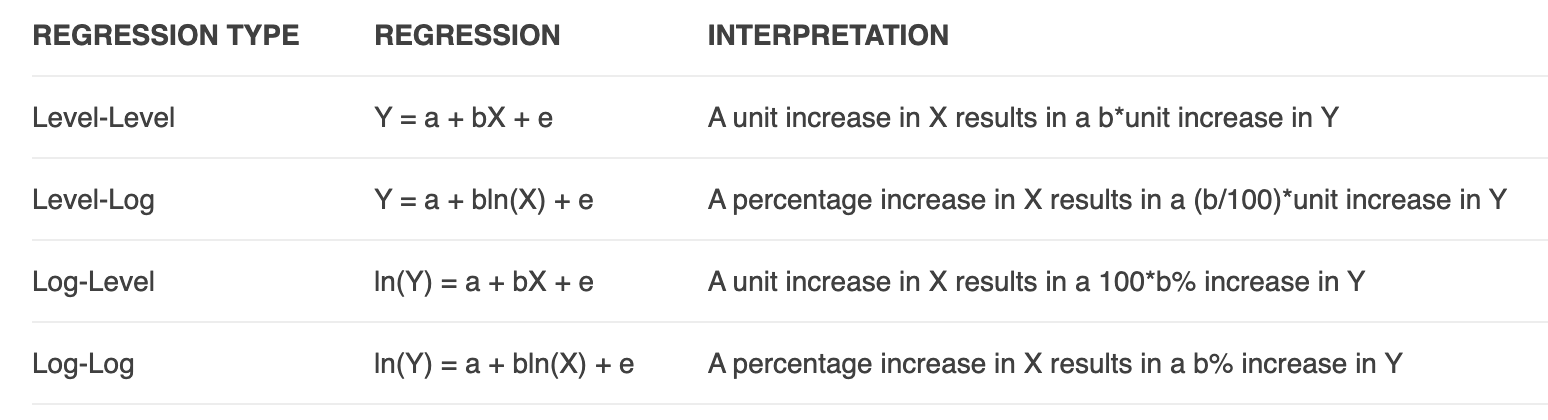 REGRESSION TYPE REGRESSION INTERPRETATION
Level-Level Y = a + bX + e A unit increase in X results in a b*unit increase in Y
Level-Log Y = a + bln(X) + e A percentage increase in X results in a (b/100)*unit increase in Y
Log-Level ln(Y) = a + bX + e A unit increase in X results in a 100*b% increase in Y
Log-Log ln(Y) = a + bln(X) + e A percentage increase in X results in a b% increase in Y